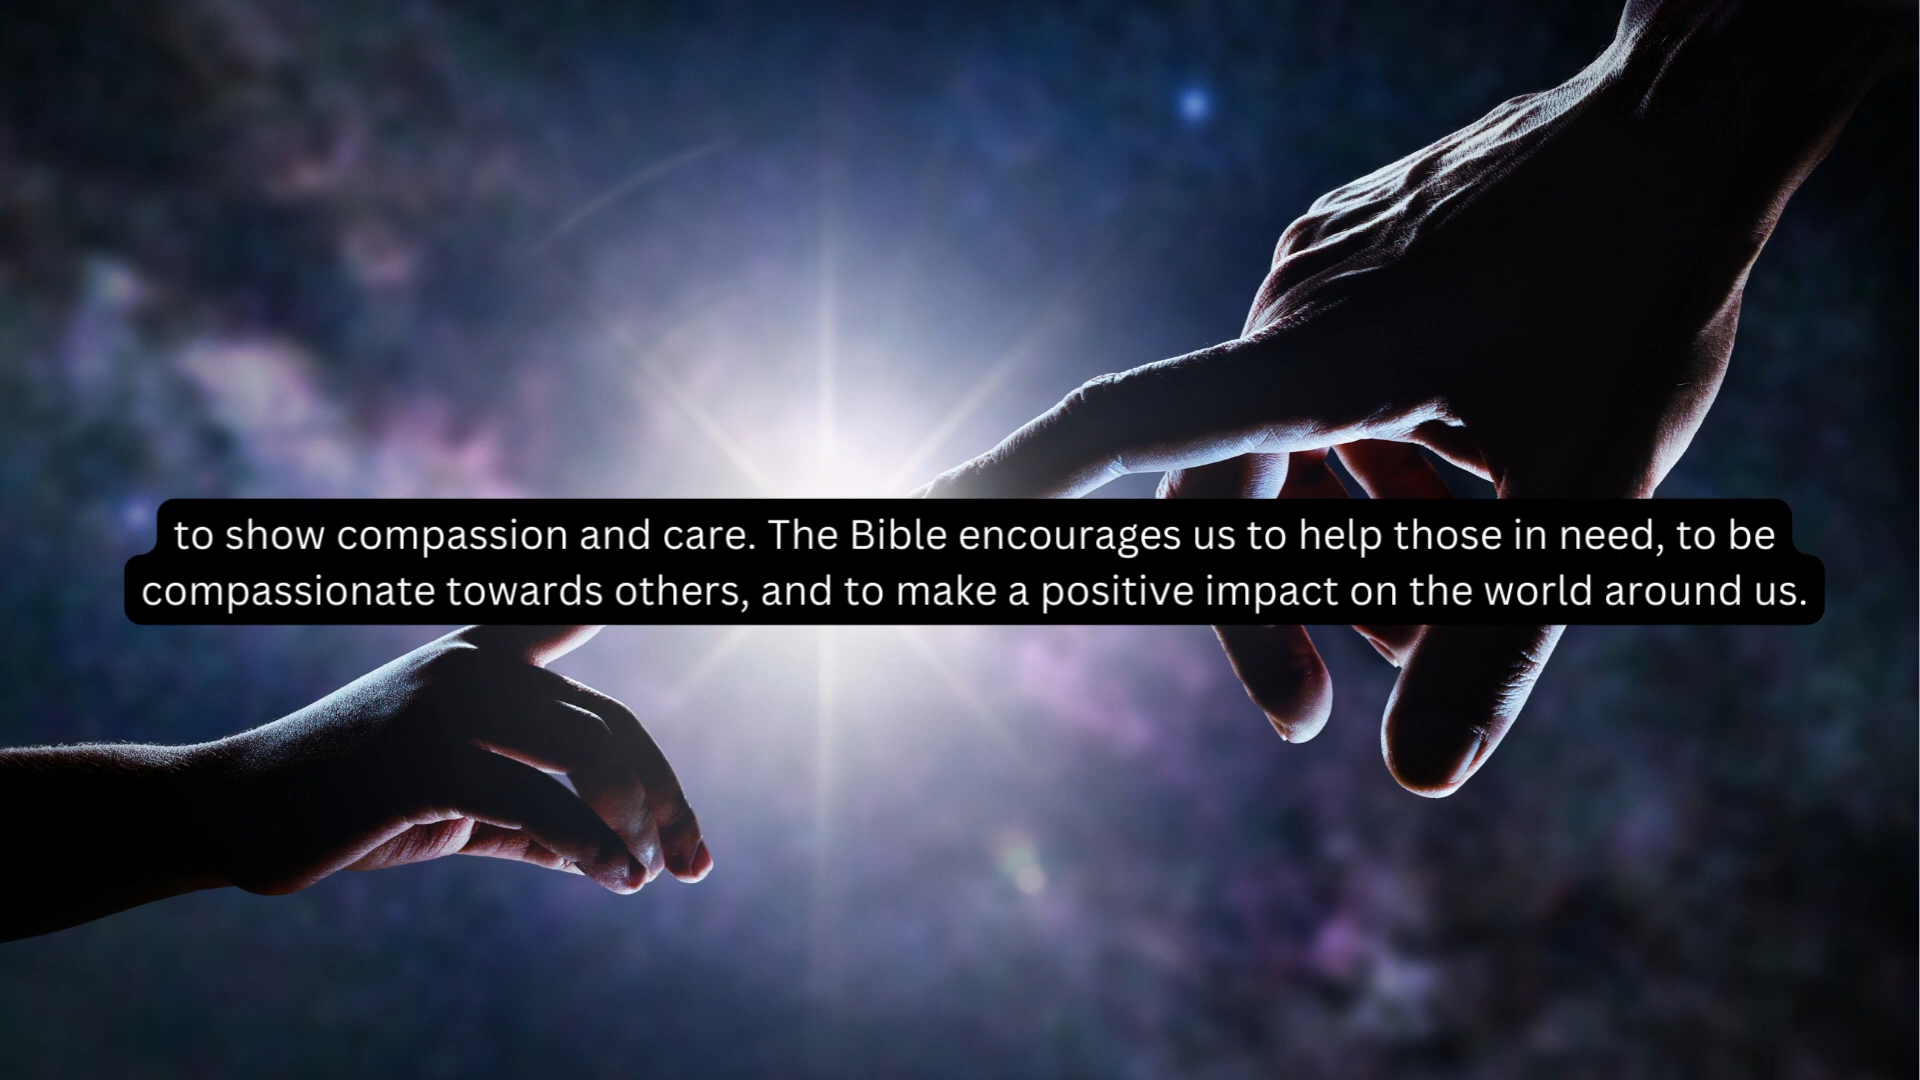 to show compassion and care. The Bible encourages us to help those in need, to be
compassionate towards others, and to make a positive impact on the world around us.